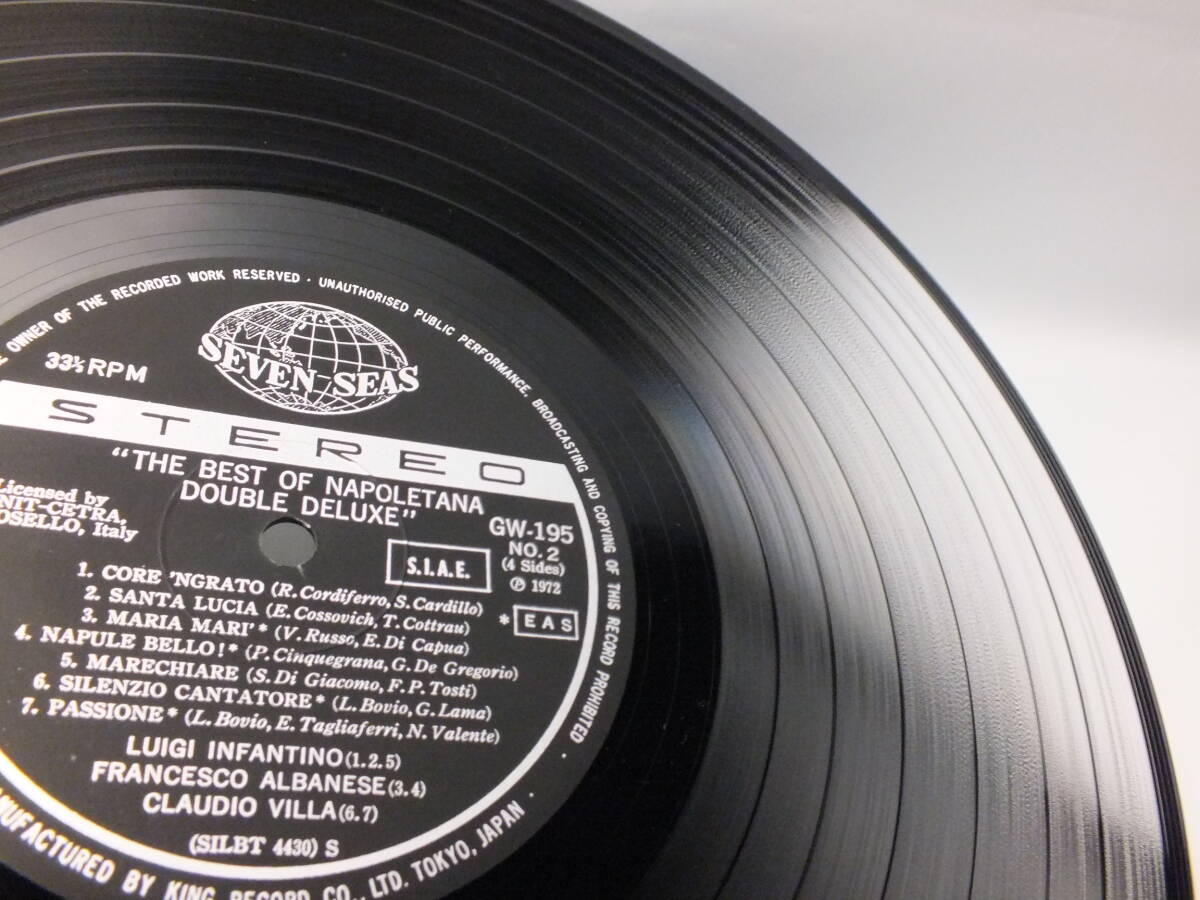 OWNER OF THE RECORDED WORK RESERVED · UNAUTHORISED PUBLIC PERFORMANCE, BROADCASTING AND COPYING OF THIS RECORD PROHIBITED ·
SEVEN SEAS
33⅓ RPM
STEREO
"THE BEST OF NAPOLETANA
DOUBLE DELUXE"
Licensed by
NIT-CETRA,
OSELLO, Italy
GW-195
NO. 2
(4 Sides)
℗ 1972
S.I.A.E.
* EAS
1. CORE 'NGRATO (R. Cordiferro, S. Cardillo)
2. SANTA LUCIA (E. Cossovich, T. Cottrau)
3. MARIA MARI'* (V. Russo, E. Di Capua)
4. NAPULE BELLO!* (P. Cinquegrana, G. De Gregorio)
5. MARECHIARE (S. Di Giacomo, F. P. Tosti)
6. SILENZIO CANTATORE* (L. Bovio, G. Lama)
7. PASSIONE* (L. Bovio, E. Tagliaferri, N. Valente)
LUIGI INFANTINO (1.2.5)
FRANCESCO ALBANESE (3.4)
CLAUDIO VILLA (6.7)
(SILBT 4430) S
NUFACTURED BY KING RECORD CO., LTD. TOKYO, JAPAN ·